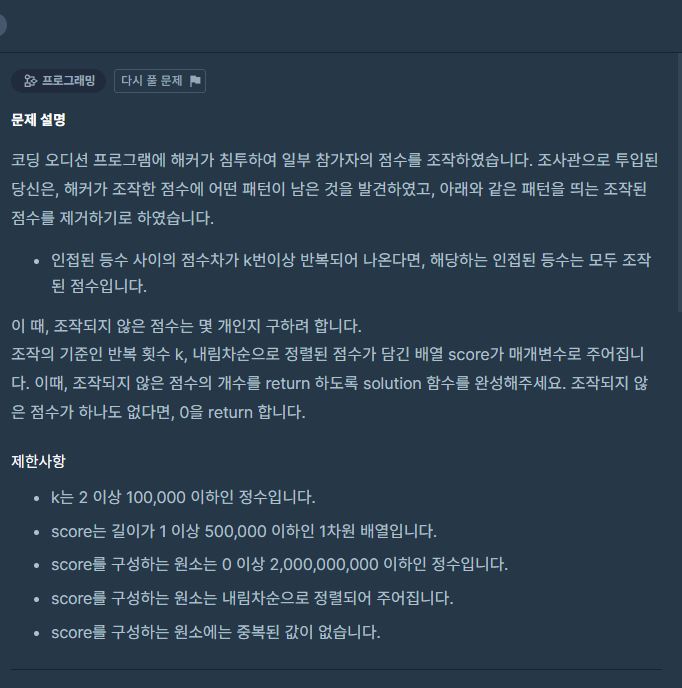 프로그래밍 다시 풀 문제
문제 설명
코딩 오디션 프로그램에 해커가 침투하여 일부 참가자의 점수를 조작하였습니다. 조사관으로 투입된
당신은, 해커가 조작한 점수에 어떤 패턴이 남은 것을 발견하였고, 아래와 같은 패턴을 띄는 조작된
점수를 제거하기로 하였습니다.
• 인접된 등수 사이의 점수차가 k번이상 반복되어 나온다면, 해당하는 인접된 등수는 모두 조작
된 점수입니다.
이 때, 조작되지 않은 점수는 몇 개인지 구하려 합니다.
조작의 기준인 반복 횟수 k, 내림차순으로 정렬된 점수가 담긴 배열 score가 매개변수로 주어집니
다. 이때, 조작되지 않은 점수의 개수를 return 하도록 solution 함수를 완성해주세요. 조작되지 않
은 점수가 하나도 없다면, 0을 return 합니다.
제한사항
• k는 2 이상 100,000 이하인 정수입니다.
• score는 길이가 1 이상 500,000 이하인 1차원 배열입니다.
• score를 구성하는 원소는 0 이상 2,000,000,000 이하인 정수입니다.
• score를 구성하는 원소는 내림차순으로 정렬되어 주어집니다.
• score를 구성하는 원소에는 중복된 값이 없습니다.